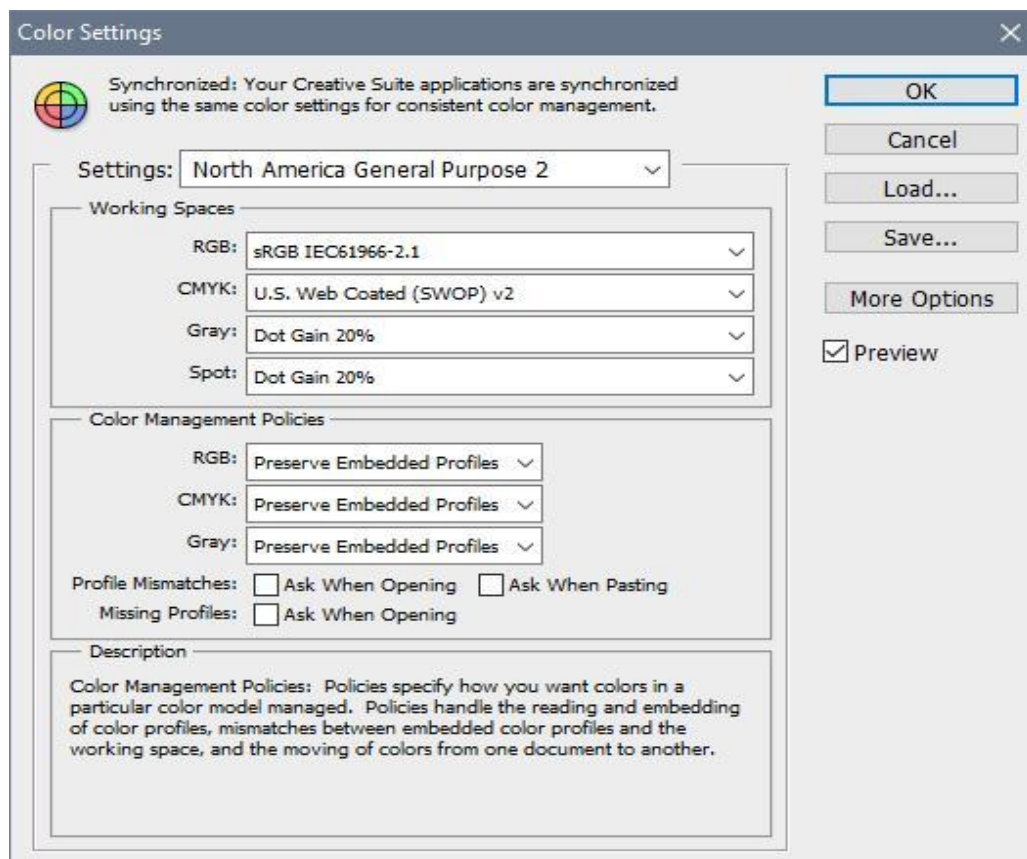 Color Settings
Synchronized: Your Creative Suite applications are synchronized
using the same color settings for consistent color management.
OK
Cancel
Load...
Save...
More Options
Preview
Settings: North America General Purpose 2
Working Spaces
RGB: sRGB IEC61966-2.1
CMYK: U.S. Web Coated (SWOP) v2
Gray: Dot Gain 20%
Spot: Dot Gain 20%
Color Management Policies
RGB: Preserve Embedded Profiles
CMYK: Preserve Embedded Profiles
Gray: Preserve Embedded Profiles
Profile Mismatches: Ask When Opening Ask When Pasting
Missing Profiles: Ask When Opening
Description
Color Management Policies: Policies specify how you want colors in a
particular color model managed. Policies handle the reading and embedding
of color profiles, mismatches between embedded color profiles and the
working space, and the moving of colors from one document to another.